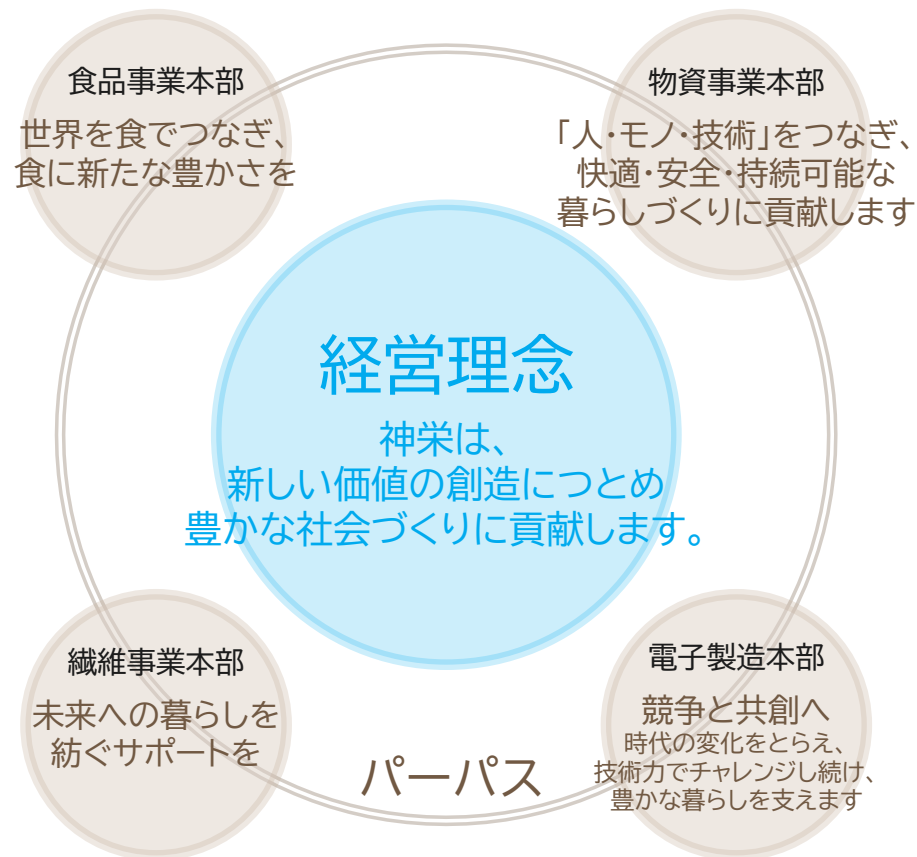 食品事業本部
世界を食でつなぎ、
食に新たな豊かさを
物資事業本部
「人・モノ・技術」をつなぎ、
快適・安全・持続可能な
暮らしづくりに貢献します
経営理念
神栄は、
新しい価値の創造につとめ
豊かな社会づくりに貢献します。
繊維事業本部
未来への暮らしを
紡ぐサポートを
電子製造本部
競争と共創へ
時代の変化をとらえ、
技術力でチャレンジし続け、
豊かな暮らしを支えます
パーパス